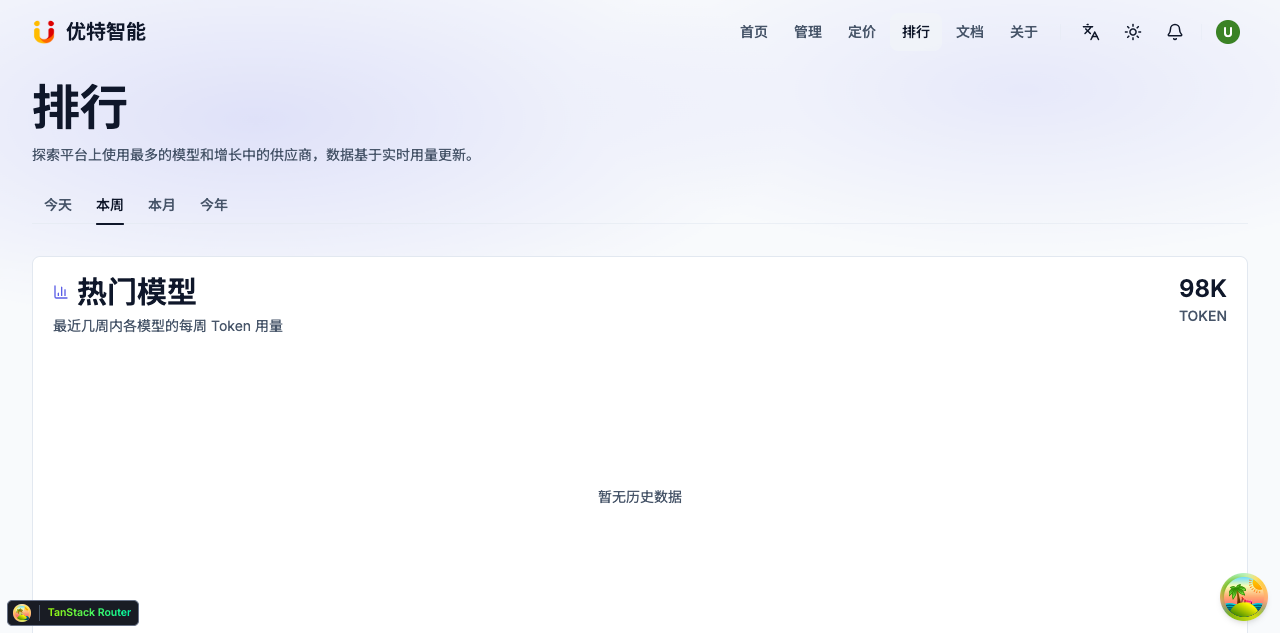 优特智能
首页 管理 定价 排行 文档 关于
U
排行
探索平台上使用最多的模型和增长中的供应商，数据基于实时用量更新。
今天 本周 本月 今年
热门模型
98K
最近几周内各模型的每周 Token 用量
TOKEN
暂无历史数据
TanStack Router